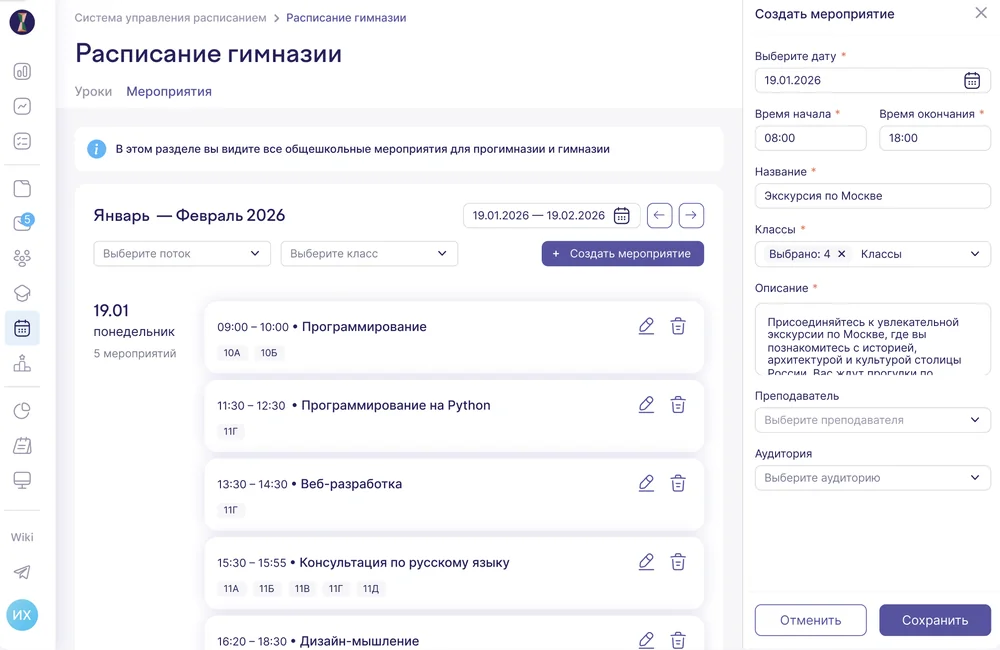 Система управления расписанием > Расписание гимназии
Расписание гимназии
Уроки Мероприятия
В этом разделе вы видите все общешкольные мероприятия для прогимназии и гимназии
Январь — Февраль 2026
19.01.2026 — 19.02.2026
Выберите поток
Выберите класс
+ Создать мероприятие
19.01
понедельник
5 мероприятий
09:00 – 10:00 • Программирование
10А 10Б
11:30 – 12:30 • Программирование на Python
11Г
13:30 – 14:30 • Веб-разработка
11Г
15:30 – 15:55 • Консультация по русскому языку
11А 11Б 11В 11Г 11Д
16:20 – 18:30 • Дизайн-мышление
5
Wiki
ИХ
Создать мероприятие
Выберите дату *
19.01.2026
Время начала * Время окончания *
08:00 18:00
Название *
Экскурсия по Москве
Классы *
Выбрано: 4 × Классы
Описание *
Присоединяйтесь к увлекательной
экскурсии по Москве, где вы
познакомитесь с историей,
архитектурой и культурой столицы
России. Вас ждут прогулки по
Преподаватель
Выберите преподавателя
Аудитория
Выберите аудиторию
Отменить Сохранить